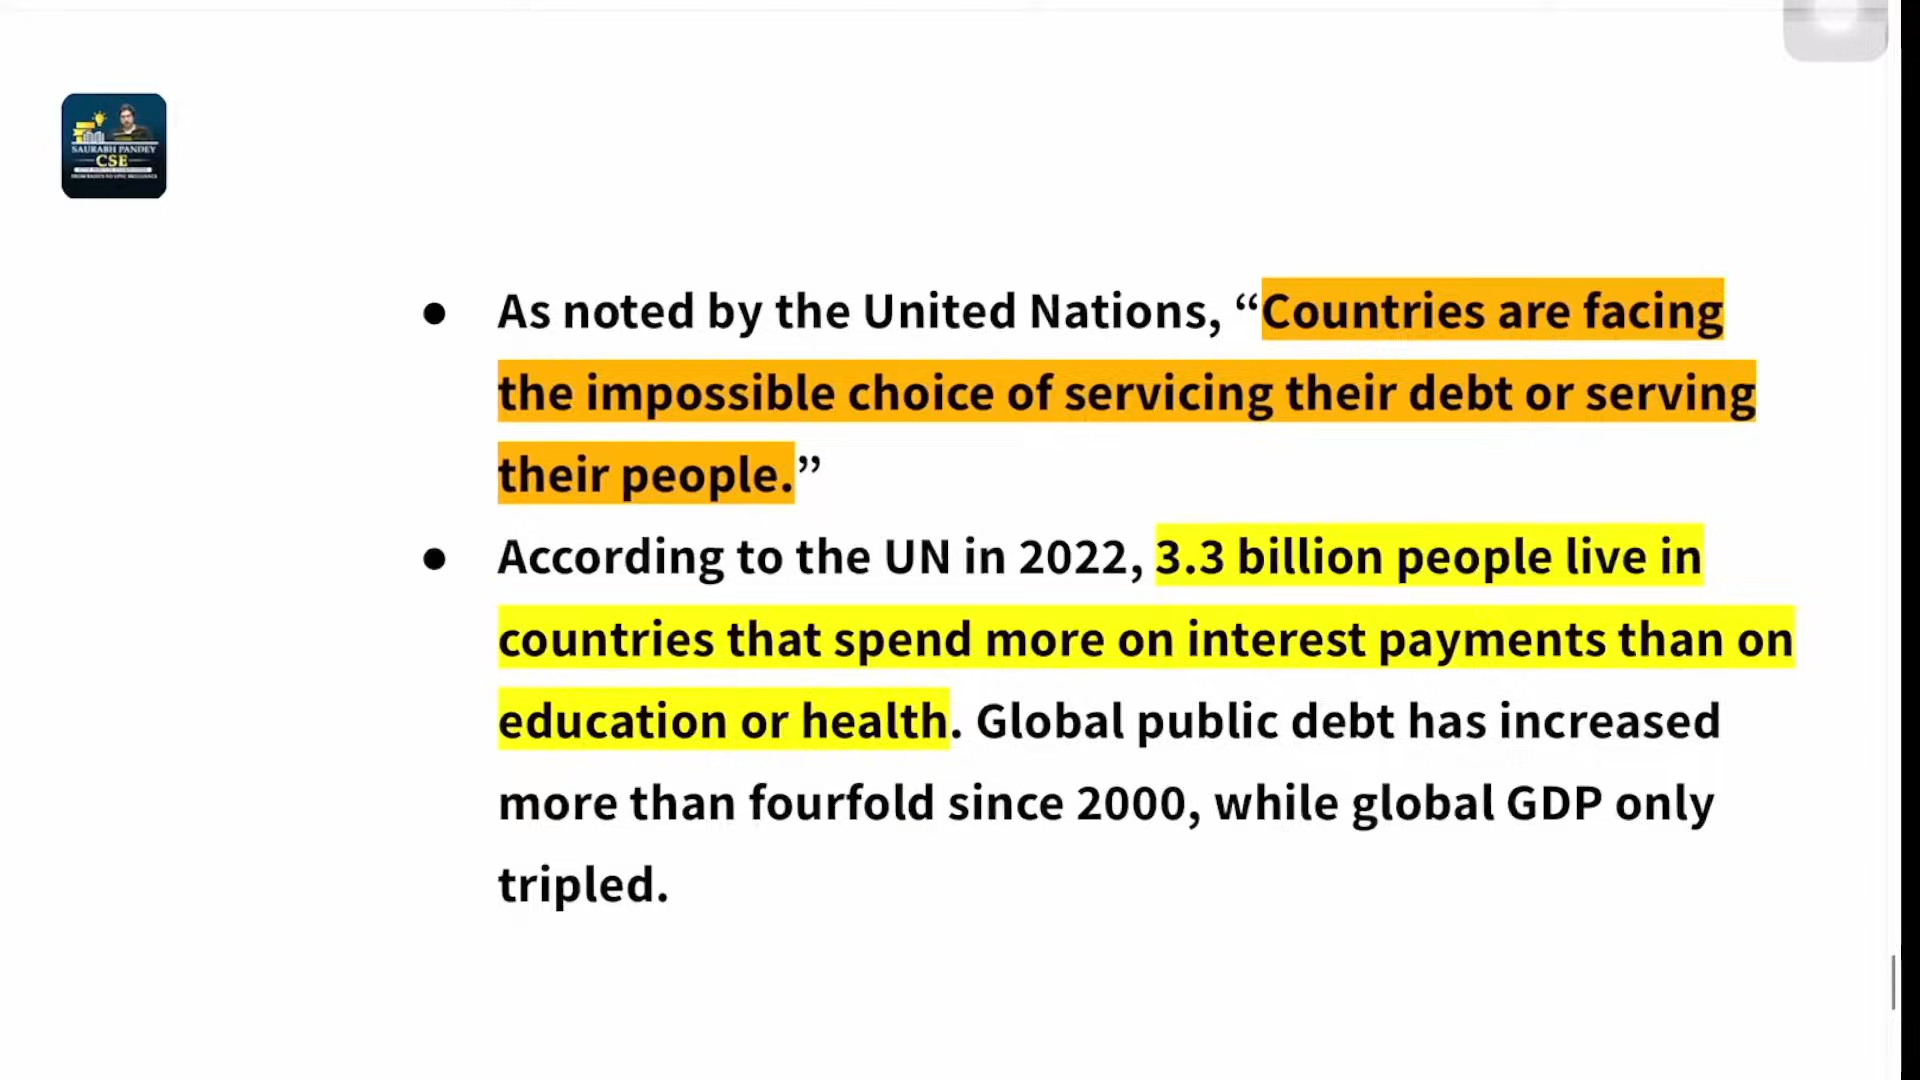 SAURABH PANDEY
CSE
● As noted by the United Nations, “Countries are facing
the impossible choice of servicing their debt or serving
their people.”
● According to the UN in 2022, 3.3 billion people live in
countries that spend more on interest payments than on
education or health. Global public debt has increased
more than fourfold since 2000, while global GDP only
tripled.